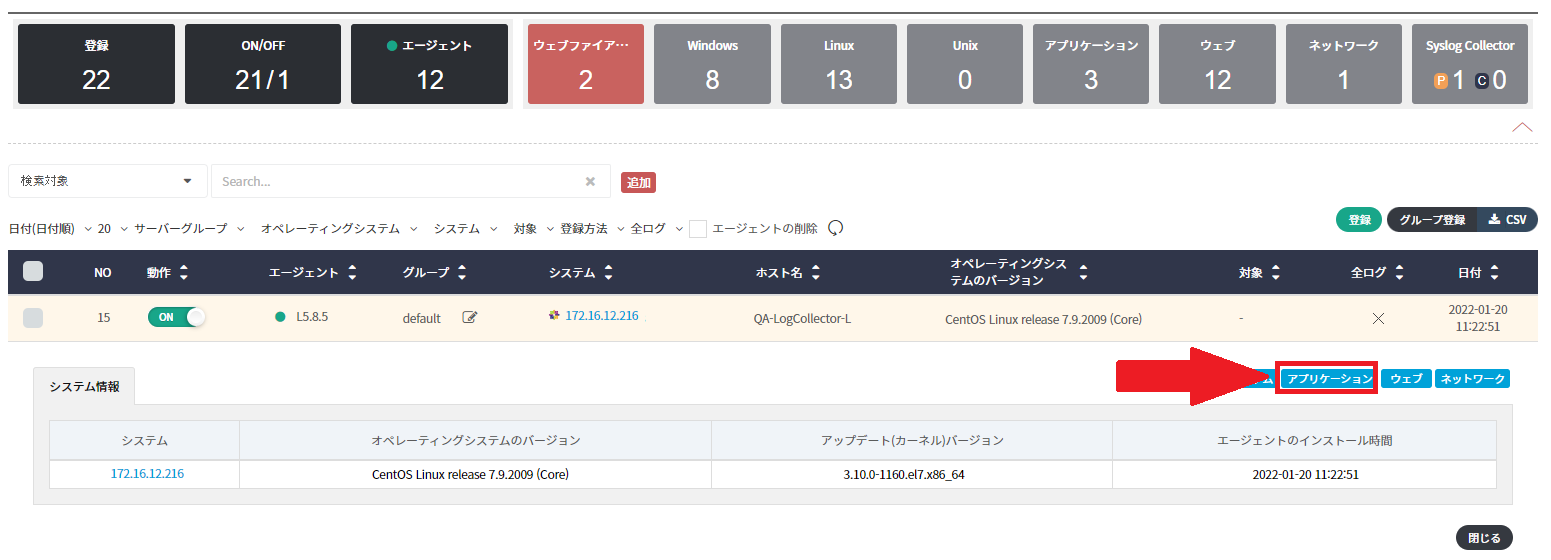 登録
22
ON/OFF
21/1
エージェント
12
ウェブファイア･･･
2
Windows
8
Linux
13
Unix
0
アプリケーション
3
ウェブ
12
ネットワーク
1
Syslog Collector
P 1 C 0
検索対象 Search... 追加
日付(日付順) 20 サーバーグループ オペレーティングシステム システム 対象 登録方法 全ログ エージェントの削除 登録 グループ登録 CSV
NO 動作 エージェント グループ システム ホスト名 オペレーティングシス 対象 全ログ 日付
テムのバージョン
15 ON L5.8.5 default 172.16.12.216 QA-LogCollector-L CentOS Linux release 7.9.2009 (Core) - 2022-01-20
11:22:51
システム情報 ム アプリケーション ウェブ ネットワーク
システム オペレーティングシステムのバージョン アップデート(カーネル)バージョン エージェントのインストール時間
172.16.12.216 CentOS Linux release 7.9.2009 (Core) 3.10.0-1160.el7.x86_64 2022-01-20 11:22:51
閉じる